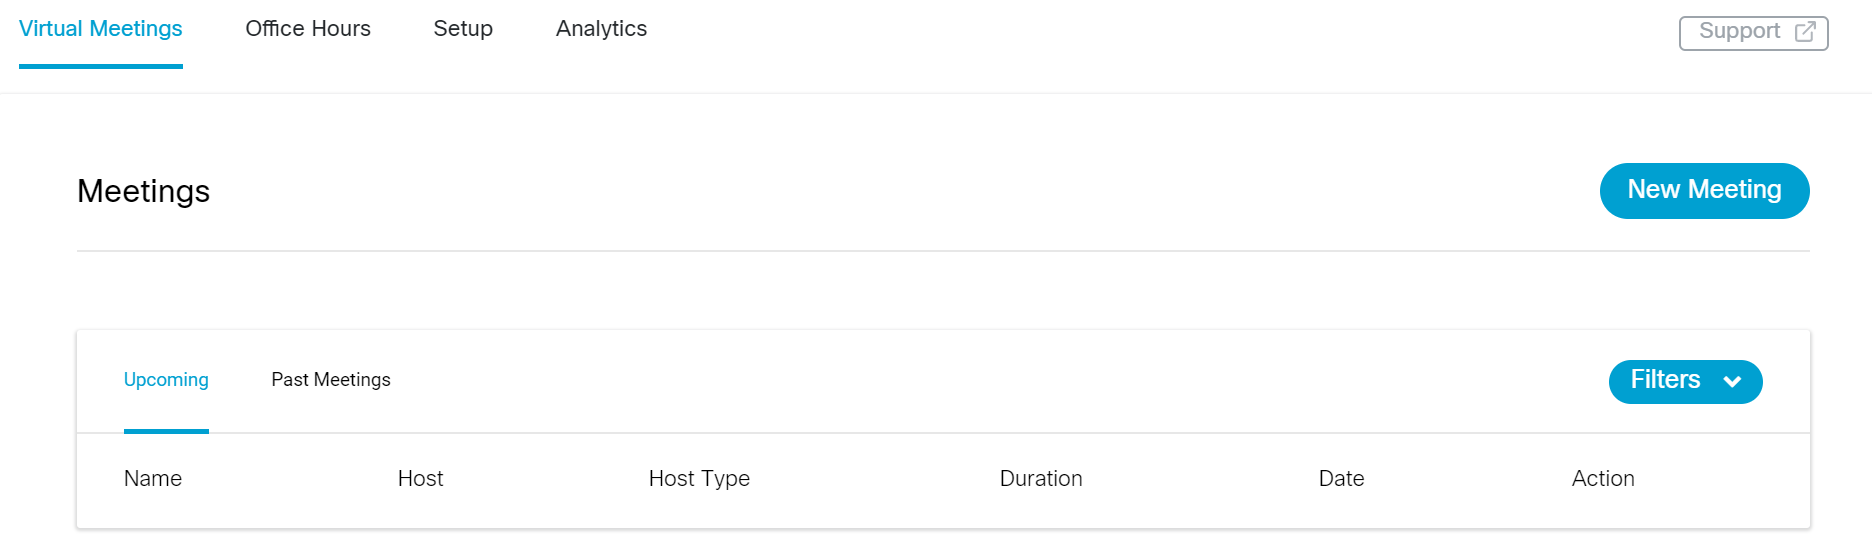 Virtual Meetings Office Hours Setup Analytics Support
Meetings New Meeting
Upcoming Past Meetings Filters
Name Host Host Type Duration Date Action